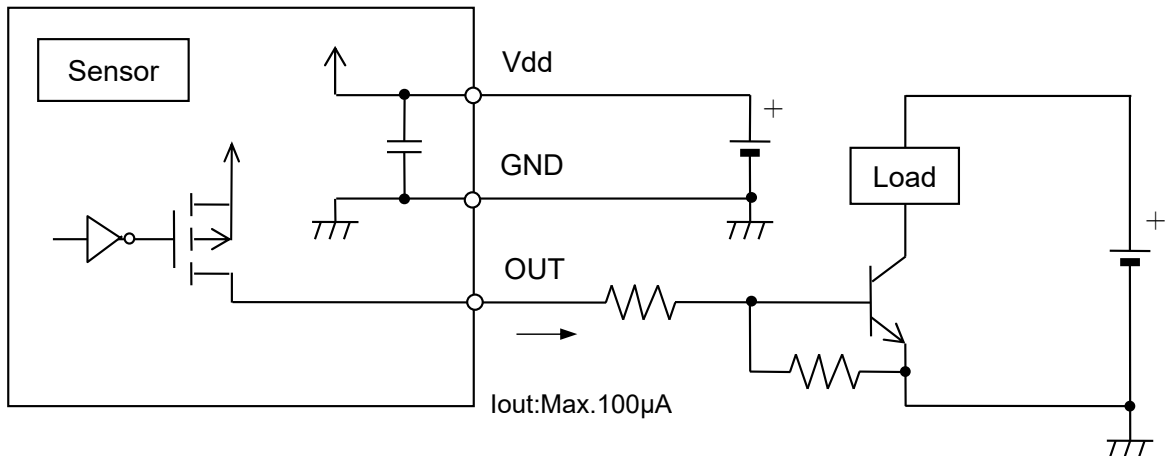 Sensor
Vdd
+
GND
Load
+
OUT
Iout:Max.100µA